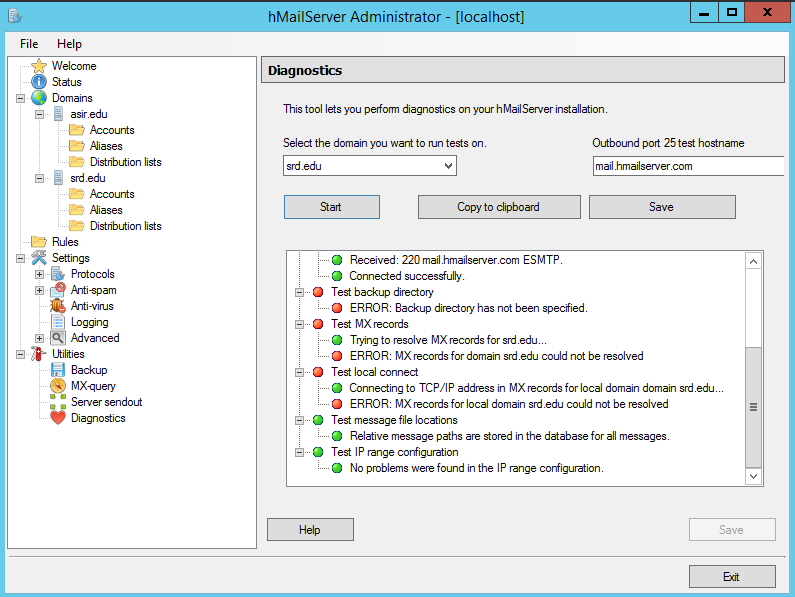 hMailServer Administrator - [localhost]
File Help
Welcome
Status
Domains
asir.edu
Accounts
Aliases
Distribution lists
srd.edu
Accounts
Aliases
Distribution lists
Rules
Settings
Protocols
Anti-spam
Anti-virus
Logging
Advanced
Utilities
Backup
MX-query
Server sendout
Diagnostics
Diagnostics
This tool lets you perform diagnostics on your hMailServer installation.
Select the domain you want to run tests on.
Outbound port 25 test hostname
srd.edu
mail.hmailserver.com
Start
Copy to clipboard
Save
Received: 220 mail.hmailserver.com ESMTP.
Connected successfully.
Test backup directory
ERROR: Backup directory has not been specified.
Test MX records
Trying to resolve MX records for srd.edu...
ERROR: MX records for domain srd.edu could not be resolved
Test local connect
Connecting to TCP/IP address in MX records for local domain domain srd.edu...
ERROR: MX records for local domain srd.edu could not be resolved
Test message file locations
Relative message paths are stored in the database for all messages.
Test IP range configuration
No problems were found in the IP range configuration.
Help
Save
Exit